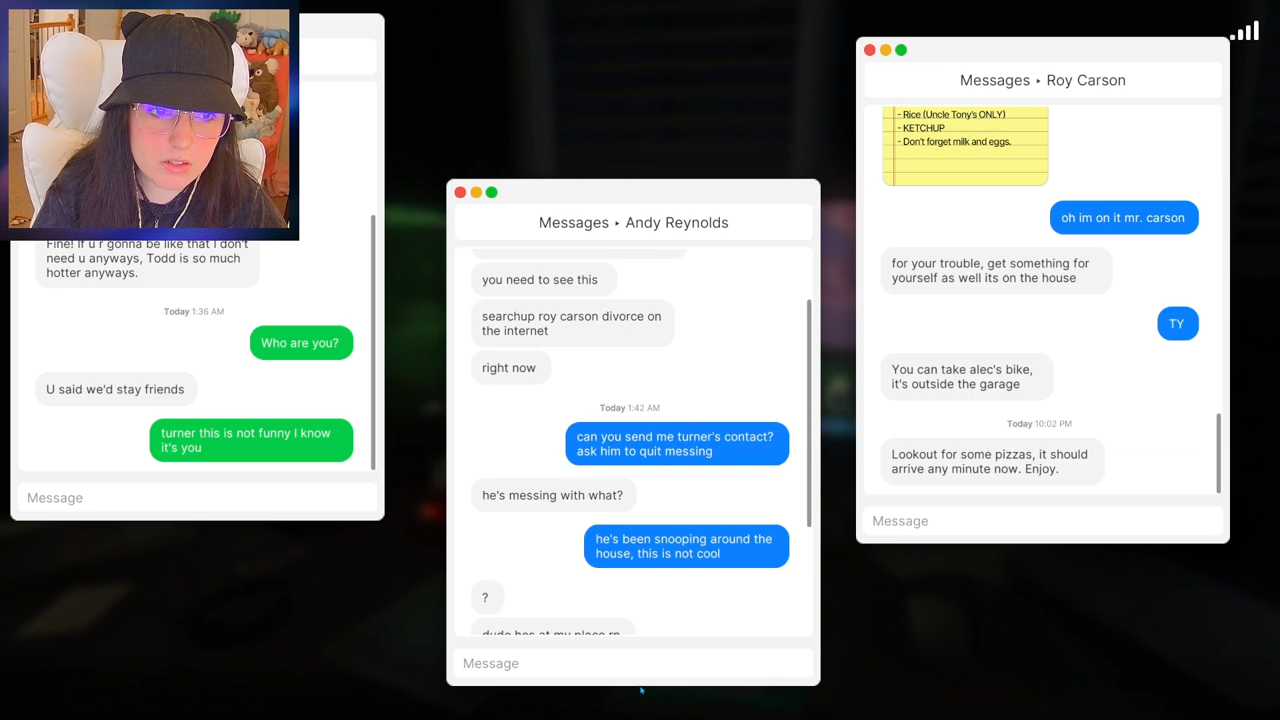 Fine! If u r gonna be like that I don't
need u anyways, Todd is so much
hotter anyways.
Today 1:36 AM
Who are you?
U said we'd stay friends
turner this is not funny I know
it's you
Message
Messages ‣ Andy Reynolds
you need to see this
searchup roy carson divorce on
the internet
right now
Today 1:42 AM
can you send me turner's contact?
ask him to quit messing
he's messing with what?
he's been snooping around the
house, this is not cool
?
dude hes at my place rn
Message
Messages ‣ Roy Carson
- Rice (Uncle Tony's ONLY)
- KETCHUP
- Don't forget milk and eggs.
oh im on it mr. carson
for your trouble, get something for
yourself as well its on the house
TY
You can take alec's bike,
it's outside the garage
Today 10:02 PM
Lookout for some pizzas, it should
arrive any minute now. Enjoy.
Message